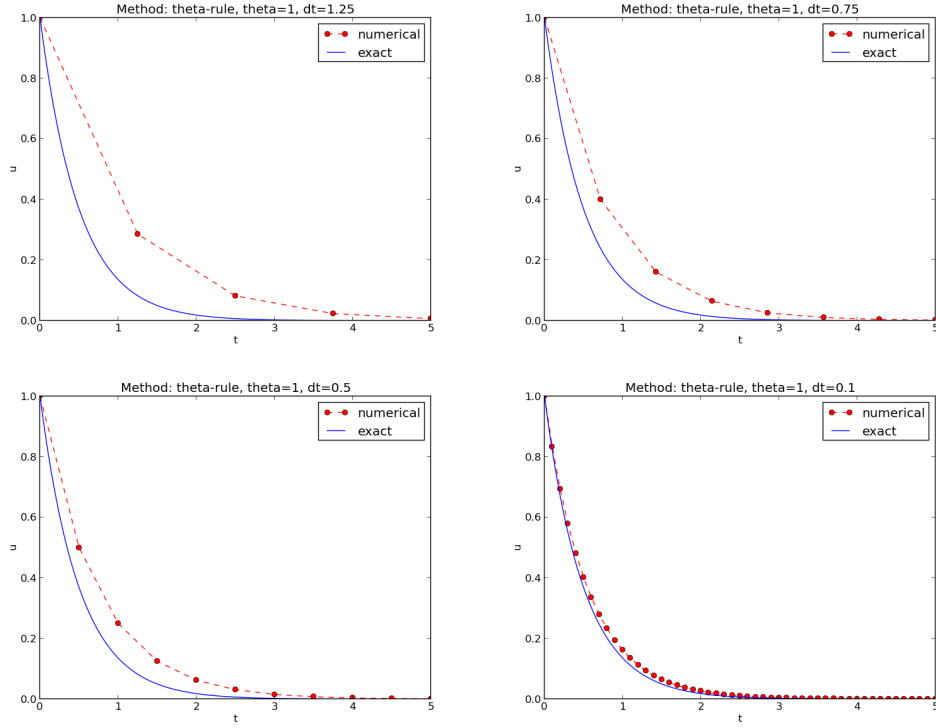 Method: theta-rule, theta=1, dt=1.25
1.0
0.8
0.6
0.4
0.2
0.0
u
numerical
exact
0 1 2 3 4 5
t
Method: theta-rule, theta=1, dt=0.75
1.0
0.8
0.6
0.4
0.2
0.0
u
numerical
exact
0 1 2 3 4 5
t
Method: theta-rule, theta=1, dt=0.5
1.0
0.8
0.6
0.4
0.2
0.0
u
numerical
exact
0 1 2 3 4 5
t
Method: theta-rule, theta=1, dt=0.1
1.0
0.8
0.6
0.4
0.2
0.0
u
numerical
exact
0 1 2 3 4 5
t